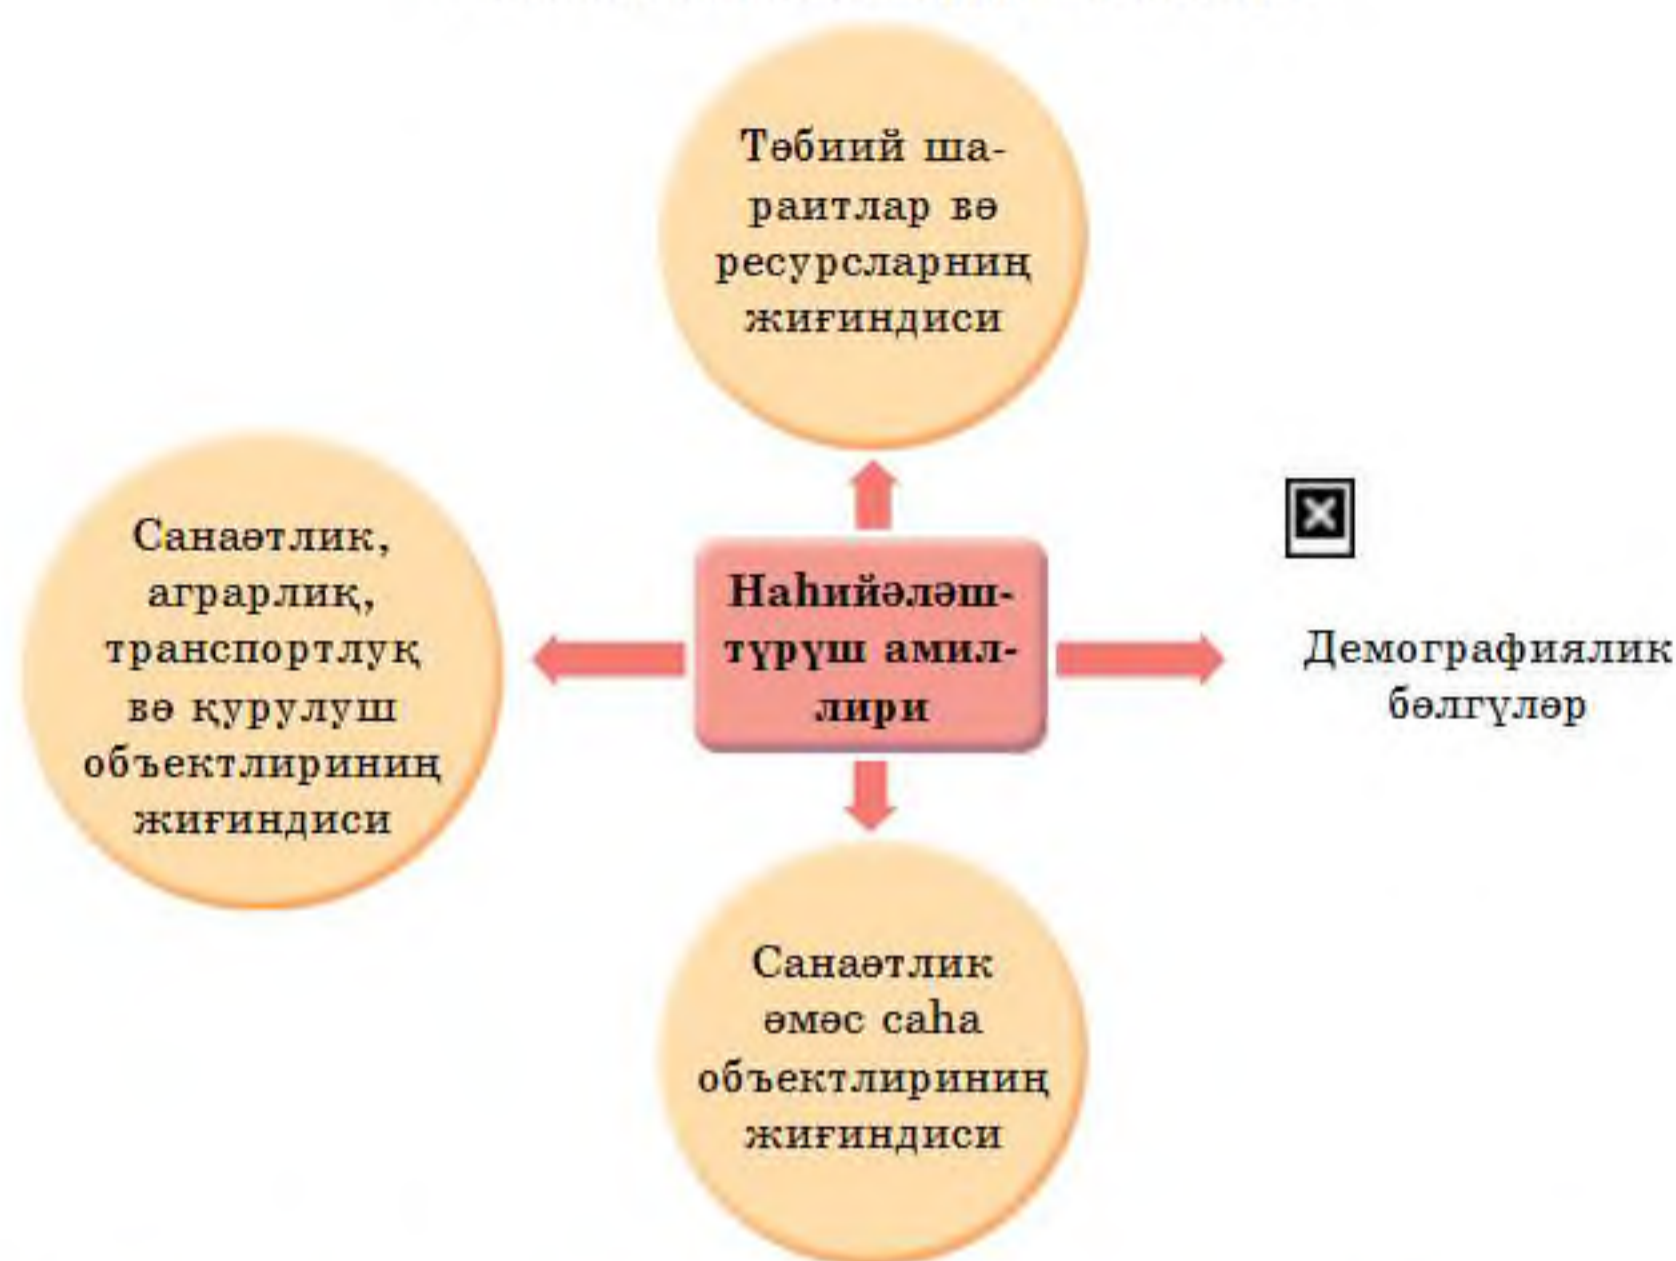 Тәбиий ша-
раитлар вә
ресурсларниң
жиғиндиси
Санаәтлик,
аграрлиқ,
транспортлуқ
вә қурулуш
объектлириниң
жиғиндиси
Наһийәләш-
түрүш амил-
лири
Демографиялик
бәлгүләр
Санаәтлик
әмәс саһа
объектлириниң
жиғиндиси